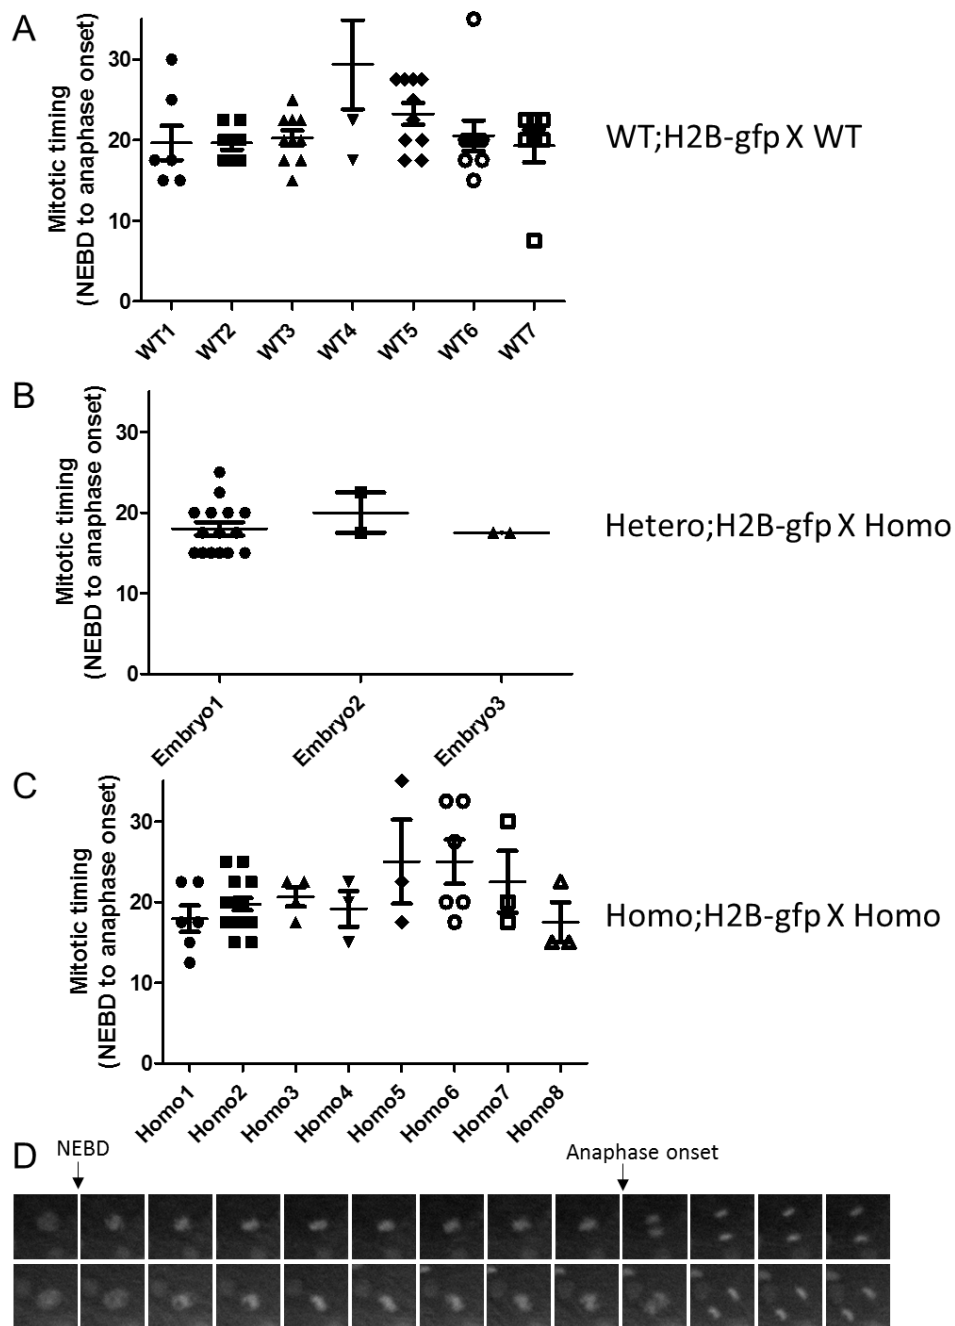 A
Mitotic timing
(NEBD to anaphase onset)
30
20
10
0
WT1 WT2 WT3 WT4 WT5 WT6 WT7
WT;H2B-gfp X WT
B
Mitotic timing
(NEBD to anaphase onset)
30
20
10
0
Embryo1 Embryo2 Embryo3
Hetero;H2B-gfp X Homo
C
Mitotic timing
(NEBD to anaphase onset)
30
20
10
0
Homo1 Homo2 Homo3 Homo4 Homo5 Homo6 Homo7 Homo8
Homo;H2B-gfp X Homo
D
NEBD
Anaphase onset